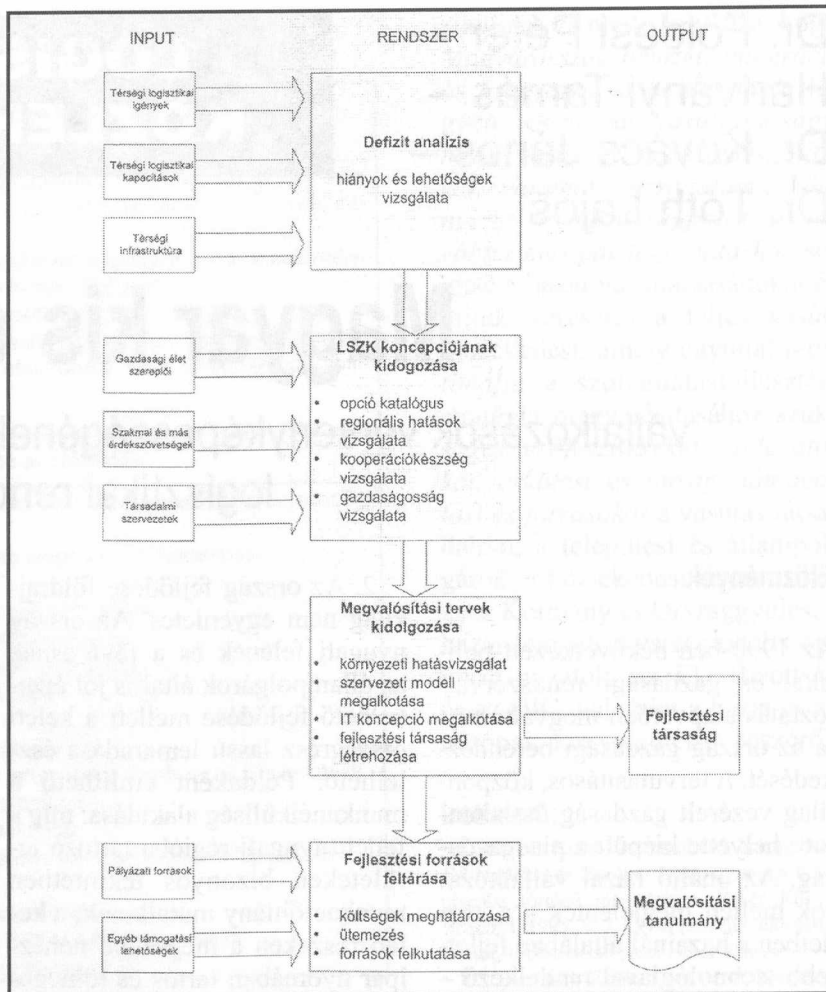 INPUT
RENDSZER
OUTPUT
Térségi logisztikai
igények
Térségi logisztikai
kapacitások
Térségi
infrastruktúra
Defizit analízis
hiányok és lehetőségek
vizsgálata
Gazdasági élet
szereplői
Szakmai és más
érdekszövetségek
Társadalmi
szervezetek
LSZK koncepciójának
kidogozása
• opció katalógus
• regionális hatások
vizsgálata
• kooperációkészség
vizsgálata
• gazdaságosság
vizsgálata
Megvalósítási tervek
kidolgozása
• környezeti hatásvizsgálat
• szervezeti modell
megalkotása
• IT koncepció megalkotása
• fejlesztési társaság
létrehozása
Fejlesztési
társaság
Pályázati források
Egyéb támogatási
lehetőségek
Fejlesztési források
feltárása
• költségek meghatározása
• ütemezés
• források felkutatása
Megvalósítási
tanulmány